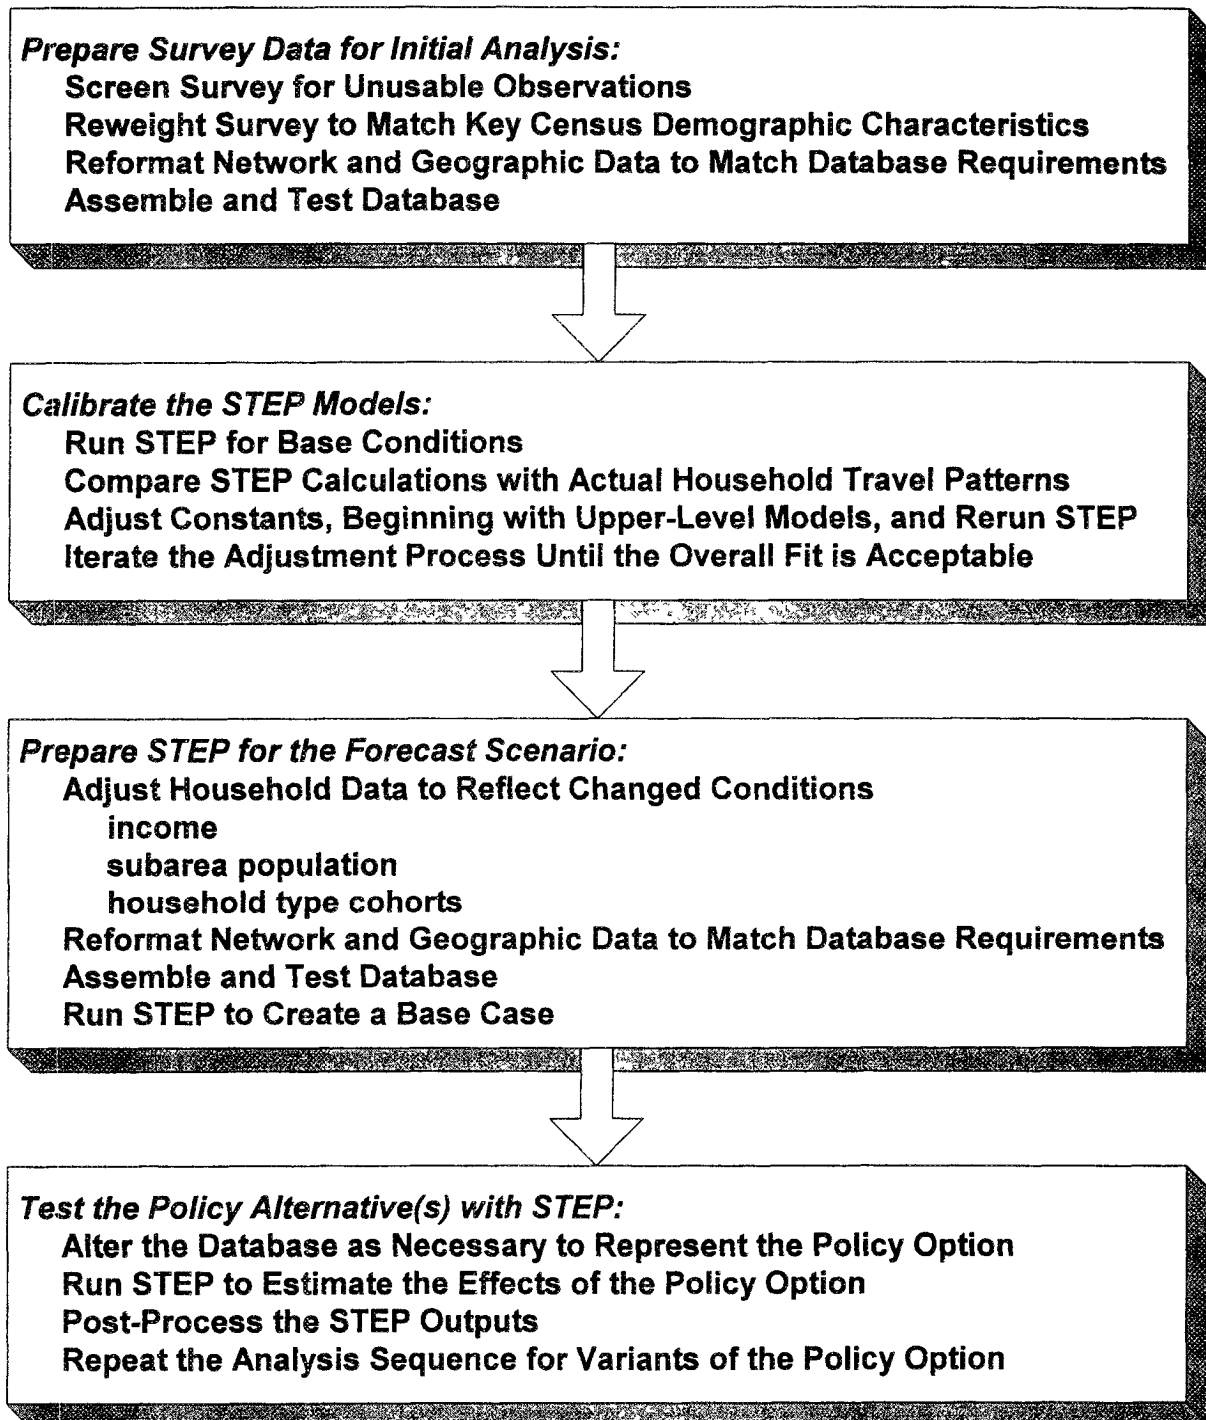 Prepare Survey Data for Initial Analysis:
Screen Survey for Unusable Observations
Reweight Survey to Match Key Census Demographic Characteristics
Reformat Network and Geographic Data to Match Database Requirements
Assemble and Test Database
Calibrate the STEP Models:
Run STEP for Base Conditions
Compare STEP Calculations with Actual Household Travel Patterns
Adjust Constants, Beginning with Upper-Level Models, and Rerun STEP
Iterate the Adjustment Process Until the Overall Fit is Acceptable
Prepare STEP for the Forecast Scenario:
Adjust Household Data to Reflect Changed Conditions
income
subarea population
household type cohorts
Reformat Network and Geographic Data to Match Database Requirements
Assemble and Test Database
Run STEP to Create a Base Case
Test the Policy Alternative(s) with STEP:
Alter the Database as Necessary to Represent the Policy Option
Run STEP to Estimate the Effects of the Policy Option
Post-Process the STEP Outputs
Repeat the Analysis Sequence for Variants of the Policy Option